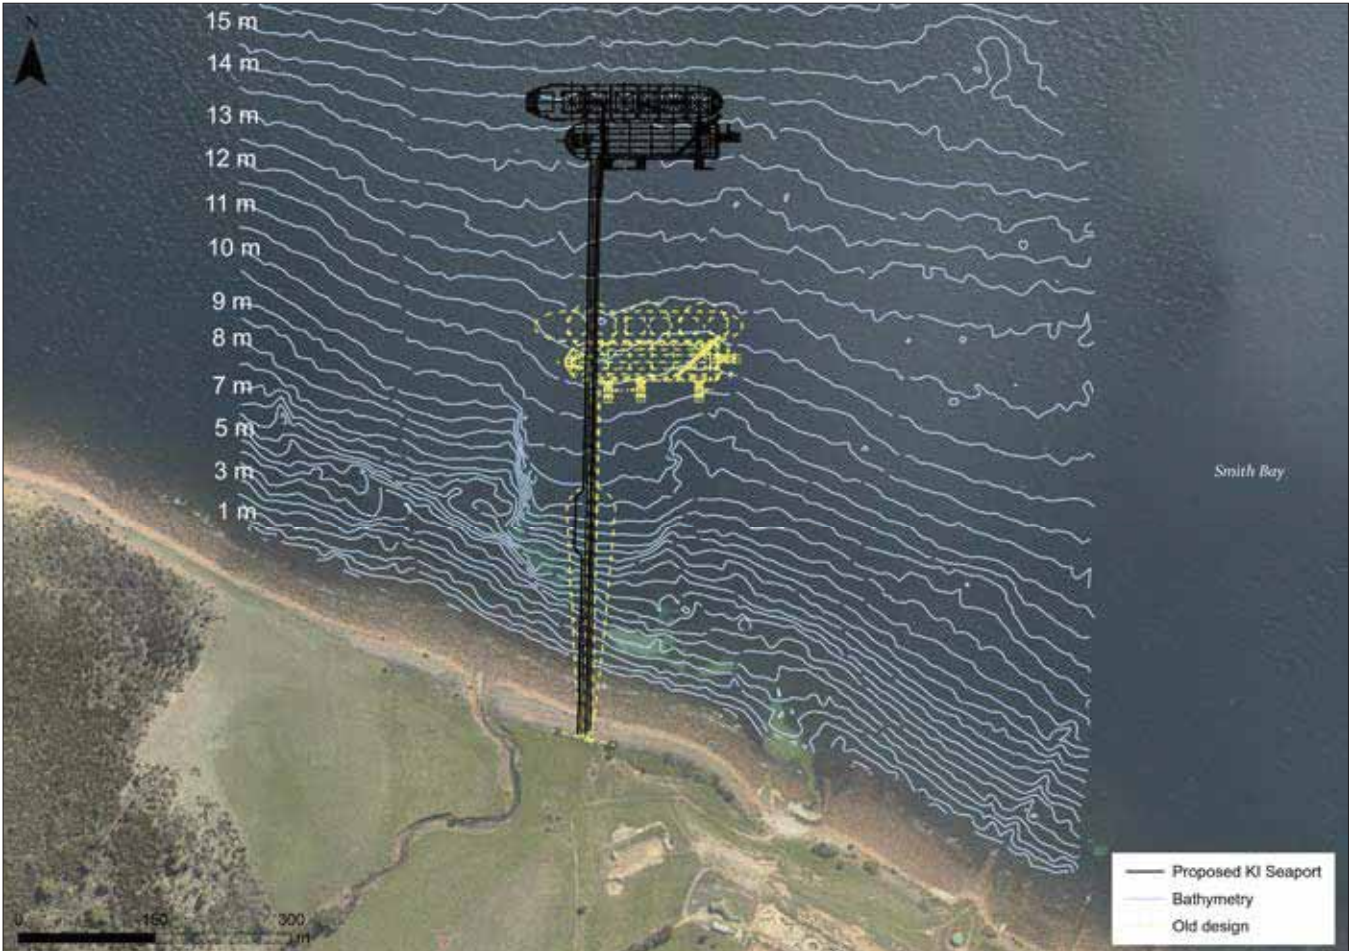 N
15 m
14 m
13 m
12 m
11 m
10 m
9 m
8 m
7 m
5 m
3 m
1 m
Smith Bay
Proposed KI Seaport
Bathymetry
Old design
0 150 300
m